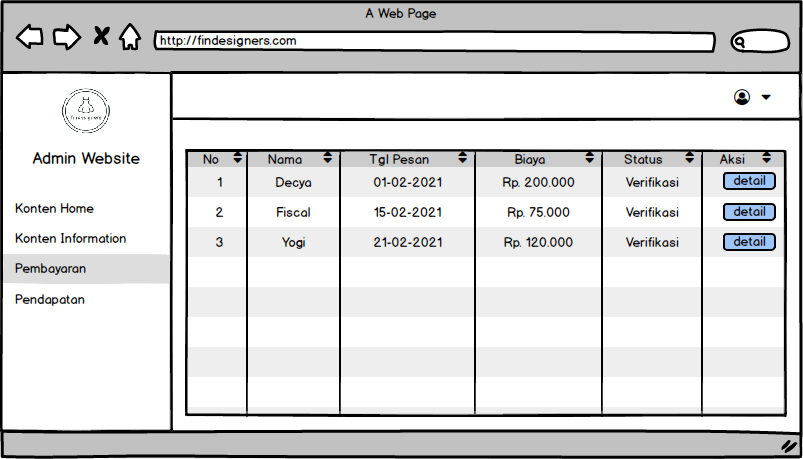 A Web Page
http://findesigners.com
findesigners
Admin Website
Konten Home
Konten Information
Pembayaran
Pendapatan
No Nama Tgl Pesan Biaya Status Aksi
1 Decya 01-02-2021 Rp. 200.000 Verifikasi detail
2 Fiscal 15-02-2021 Rp. 75.000 Verifikasi detail
3 Yogi 21-02-2021 Rp. 120.000 Verifikasi detail